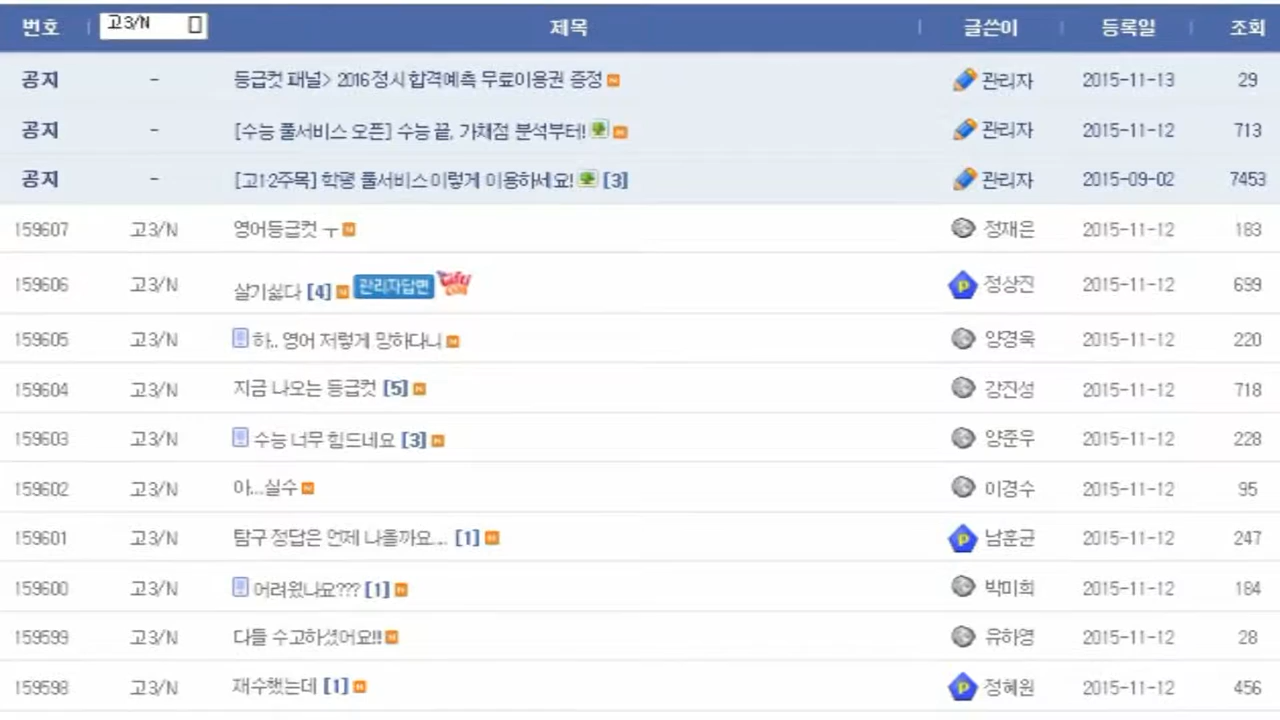 번호 고3/N 제목 글쓴이 등록일 조회
공지 - 등급컷 패널> 2016 정시 합격예측 무료이용권 증정 N 관리자 2015-11-13 29
공지 - [수능 풀서비스 오픈] 수능 끝, 가채점 분석부터! N 관리자 2015-11-12 713
공지 - [고1·2주목] 학평 풀서비스 이렇게 이용하세요! [3] 관리자 2015-09-02 7453
159607 고3/N 영어등급컷 ㅜ N 정재은 2015-11-12 183
159606 고3/N 살기싫다 [4] N 관리자답변 정상진 2015-11-12 699
159605 고3/N 하.. 영어 저렇게 망하다니 N 양경욱 2015-11-12 220
159604 고3/N 지금 나오는 등급컷 [5] N 강진성 2015-11-12 718
159603 고3/N 수능 너무 힘드네요 [3] N 양준우 2015-11-12 228
159602 고3/N 아...실수 N 이경수 2015-11-12 95
159601 고3/N 탐구 정답은 언제 나올까요... [1] N P 남훈균 2015-11-12 247
159600 고3/N 어려웠나요??? [1] N 박미희 2015-11-12 184
159599 고3/N 다들 수고하셨어요!! N 유하영 2015-11-12 28
159598 고3/N 재수했는데 [1] N P 정혜원 2015-11-12 456